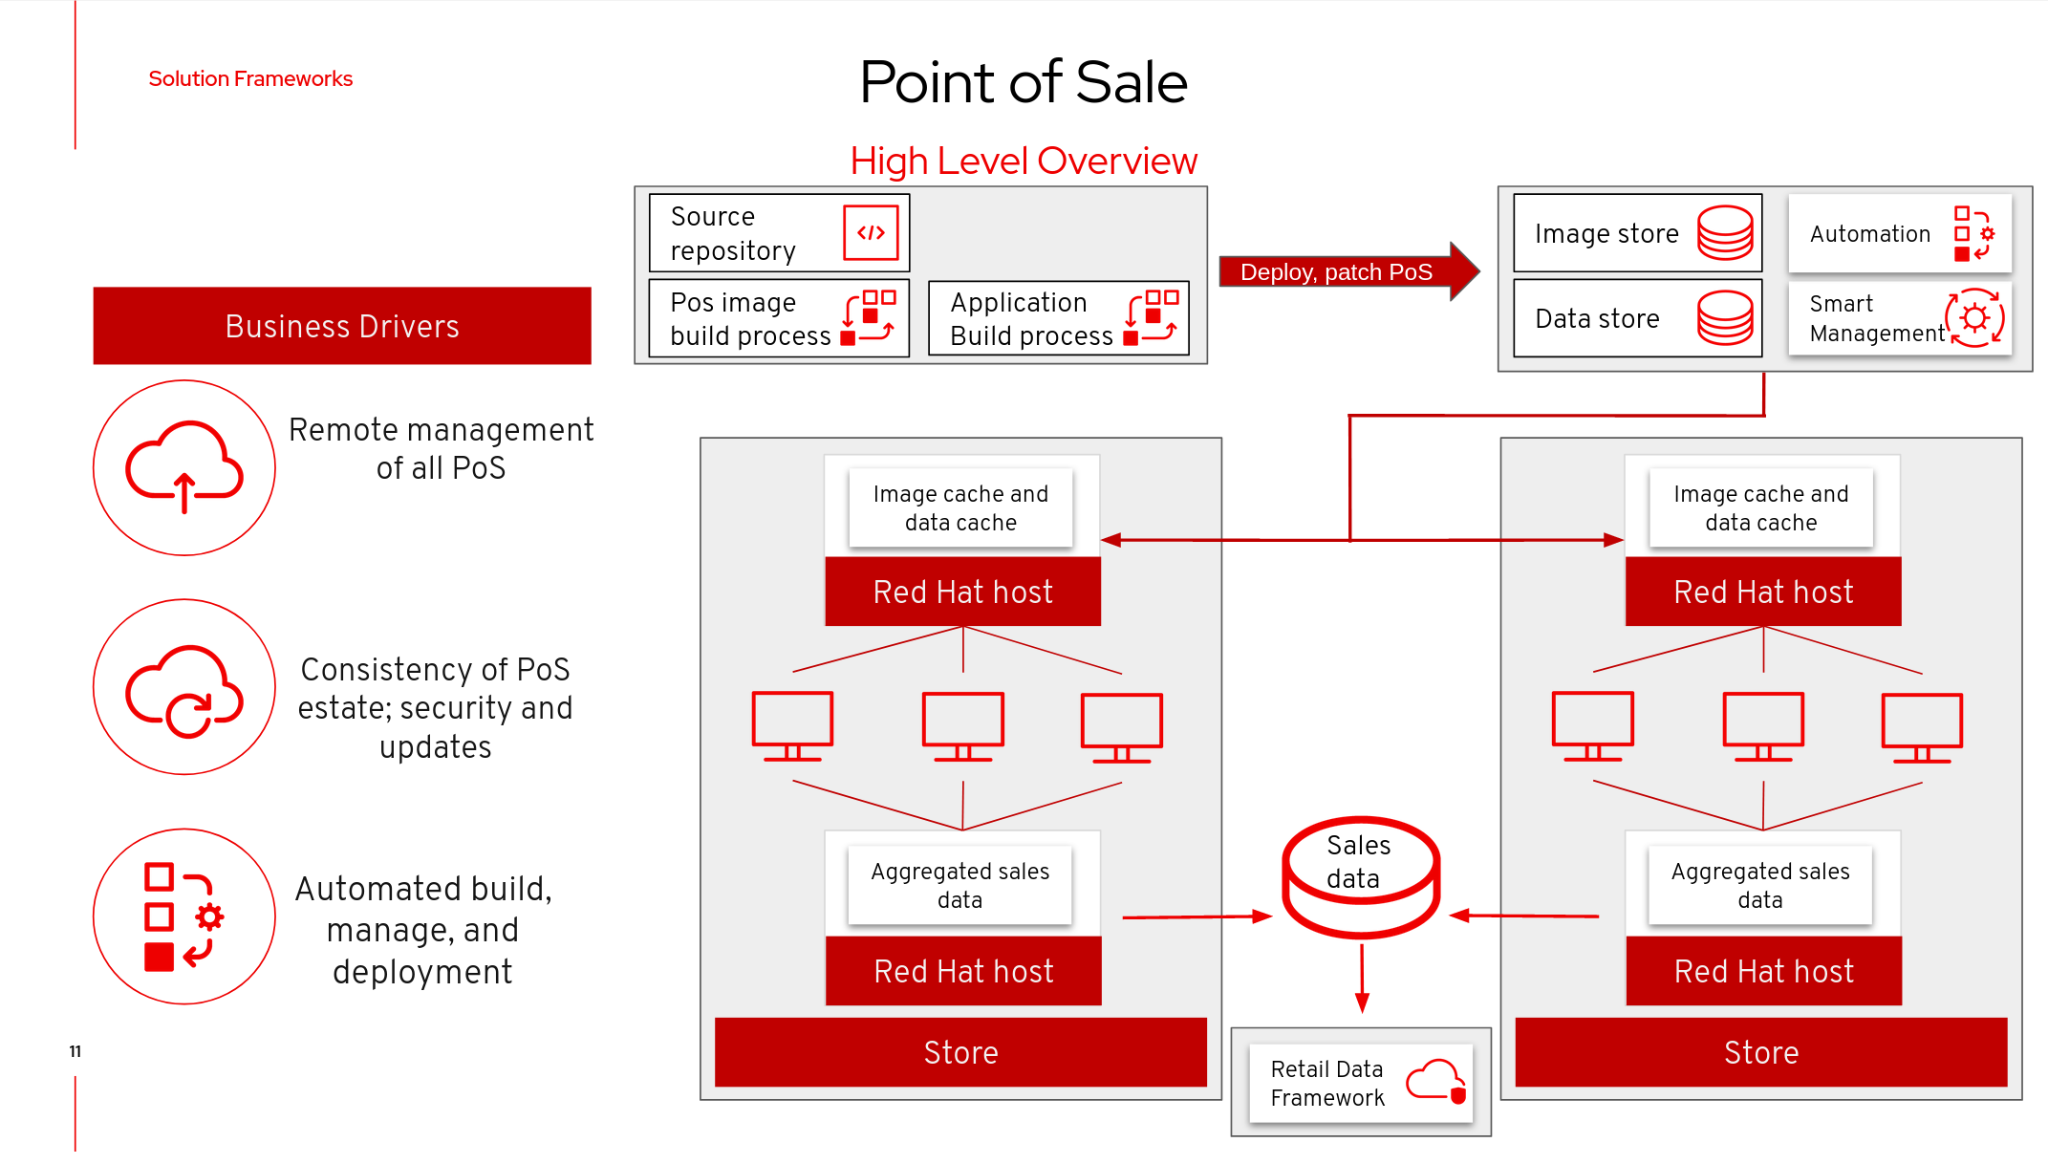 Solution Frameworks
Point of Sale
High Level Overview
Business Drivers
Remote management
of all PoS
Consistency of PoS
estate; security and
updates
Automated build,
manage, and
deployment
11
Source
repository
</>
Pos image
build process
Application
Build process
Deploy, patch PoS
Image store
Data store
Automation
Smart
Management
Image cache and
data cache
Red Hat host
Aggregated sales
data
Red Hat host
Store
Sales
data
Retail Data
Framework
Image cache and
data cache
Red Hat host
Aggregated sales
data
Red Hat host
Store